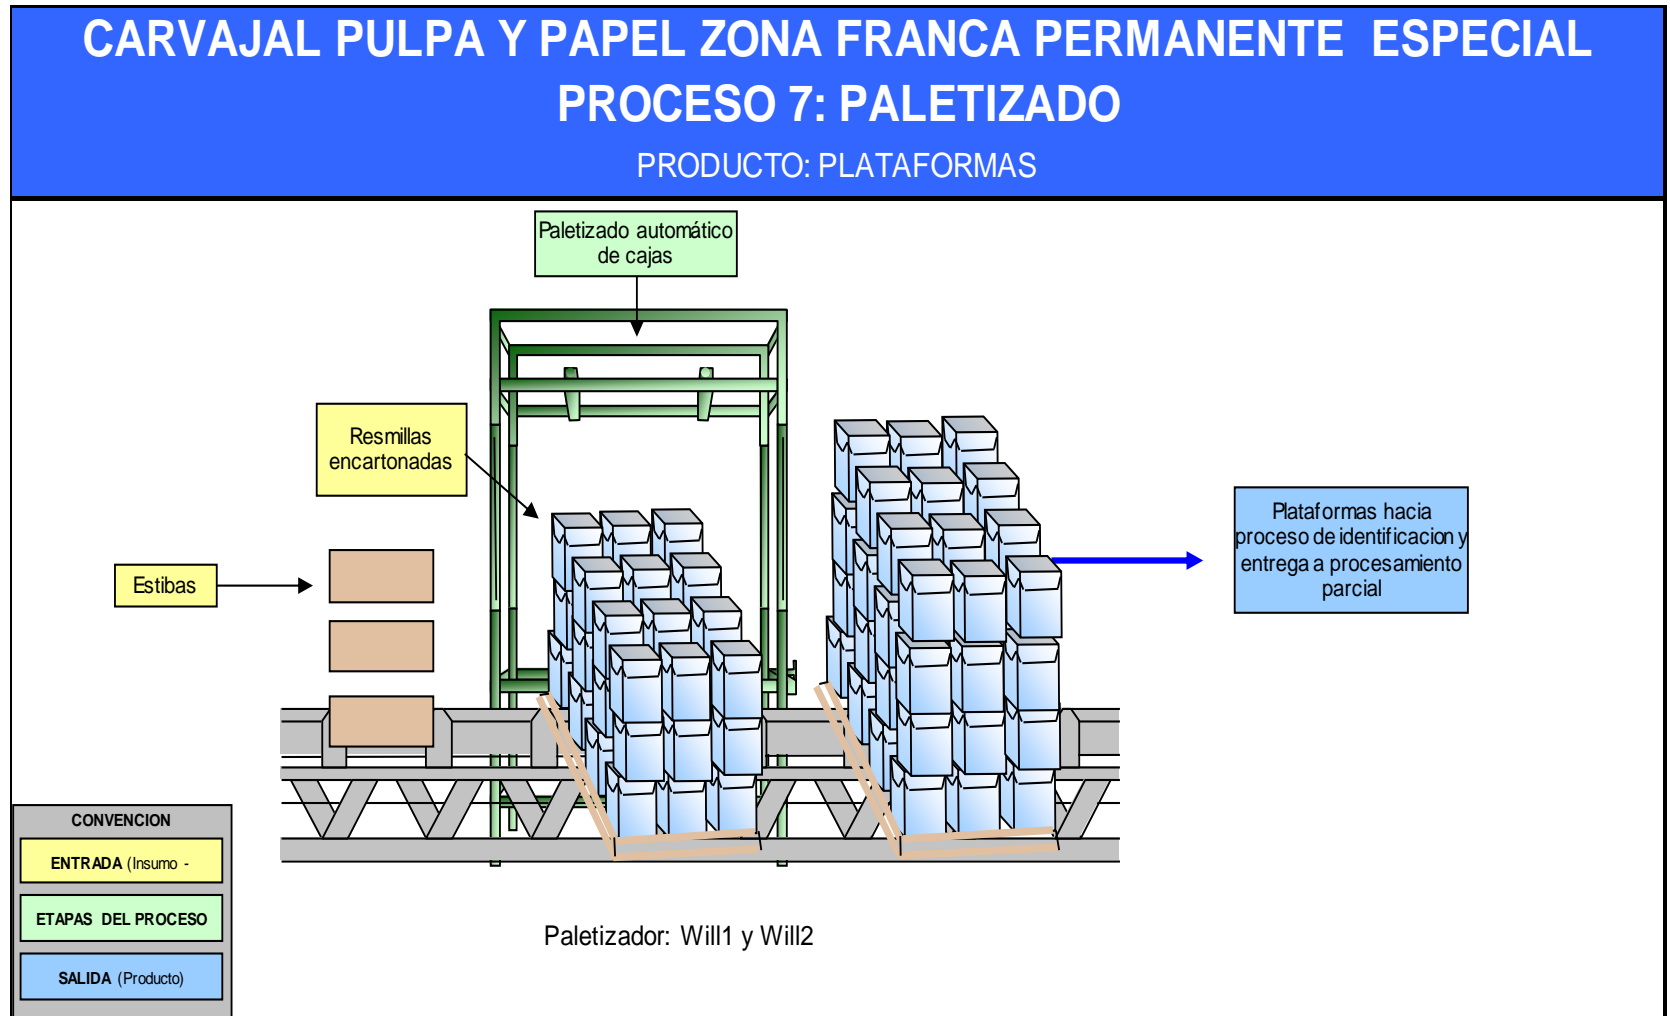 CARVAJAL PULPA Y PAPEL ZONA FRANCA PERMANENTE ESPECIAL
PROCESO 7: PALETIZADO
PRODUCTO: PLATAFORMAS
Paletizado automático
de cajas
Resmillas
encartonadas
Estibas
Plataformas hacia
proceso de identificacion y
entrega a procesamiento
parcial
CONVENCION
ENTRADA (Insumo -
ETAPAS DEL PROCESO
SALIDA (Producto)
Paletizador: Will1 y Will2